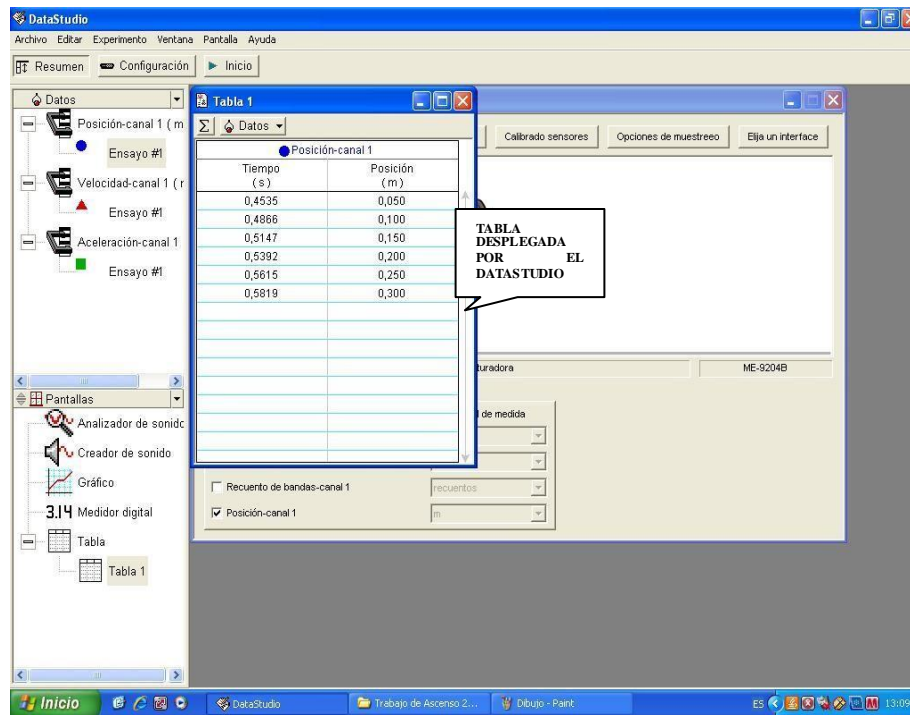 DataStudio
Archivo Editar Experimento Ventana Pantalla Ayuda
Resumen Configuración Inicio
Datos
Posición-canal 1 ( m
Ensayo #1
Velocidad-canal 1 ( r
Ensayo #1
Aceleración-canal 1
Ensayo #1
Pantallas
Analizador de sonido
Creador de sonido
Gráfico
3.14 Medidor digital
Tabla
Tabla 1
Tabla 1
Σ Datos
Posición-canal 1
Tiempo Posición
( s ) ( m )
0,4535 0,050
0,4866 0,100
0,5147 0,150
0,5392 0,200
0,5615 0,250
0,5819 0,300
Calibrado sensores Opciones de muestreeo Elija un interface
TABLA
DESPLEGADA
POR EL
DATASTUDIO
turadora ME-9204B
de medida
Recuento de bandas-canal 1 recuentos
Posición-canal 1 m
Inicio DataStudio Trabajo de Ascenso 2... Dibujo - Paint ES 13:09